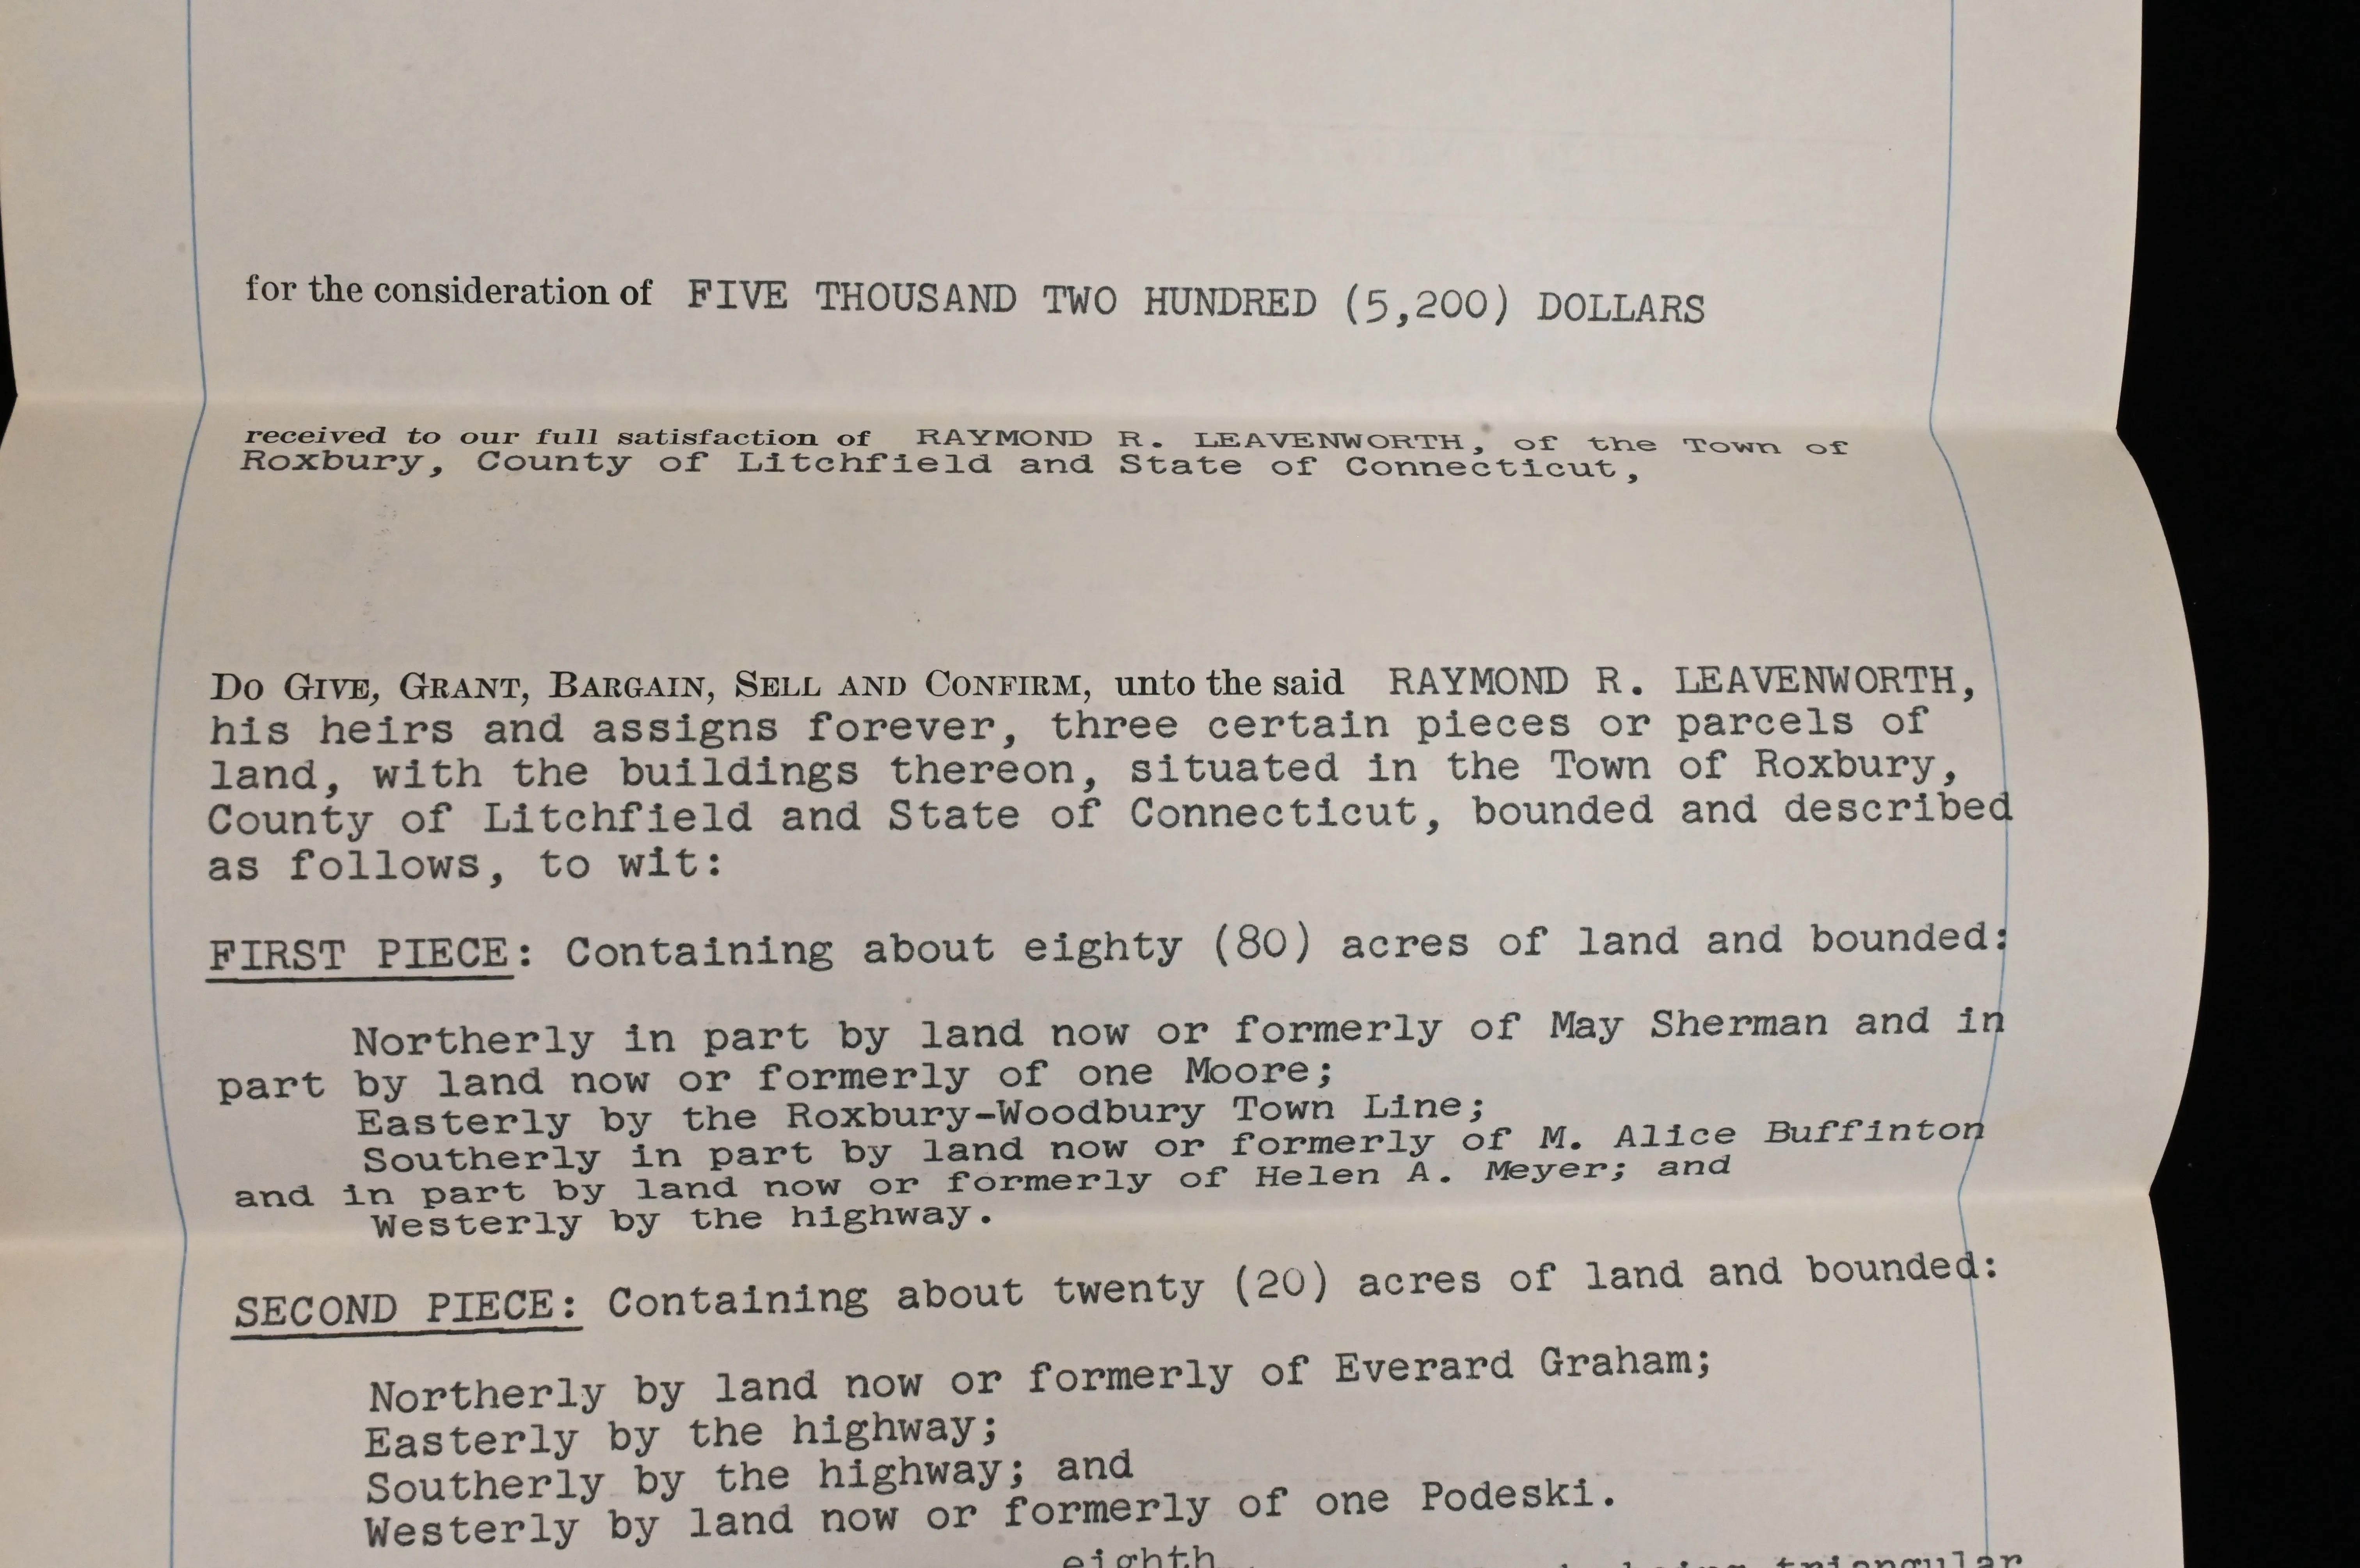 for the consideration of FIVE THOUSAND TWO HUNDRED (5,200) DOLLARS
received to our full satisfaction of RAYMOND R. LEAVENWORTH, of the Town of
Roxbury, County of Litchfield and State of Connecticut,
DO GIVE, GRANT, BARGAIN, SELL AND CONFIRM, unto the said RAYMOND R. LEAVENWORTH,
his heirs and assigns forever, three certain pieces or parcels of
land, with the buildings thereon, situated in the Town of Roxbury,
County of Litchfield and State of Connecticut, bounded and described
as follows, to wit:
FIRST PIECE: Containing about eighty (80) acres of land and bounded:
Northerly in part by land now or formerly of May Sherman and in
part by land now or formerly of one Moore;
Easterly by the Roxbury-Woodbury Town Line;
Southerly in part by land now or formerly of M. Alice Buffinton
and in part by land now or formerly of Helen A. Meyer; and
Westerly by the highway.
SECOND PIECE: Containing about twenty (20) acres of land and bounded:
Northerly by land now or formerly of Everard Graham;
Easterly by the highway;
Southerly by the highway; and
Westerly by land now or formerly of one Podeski.
eighth
being triangular